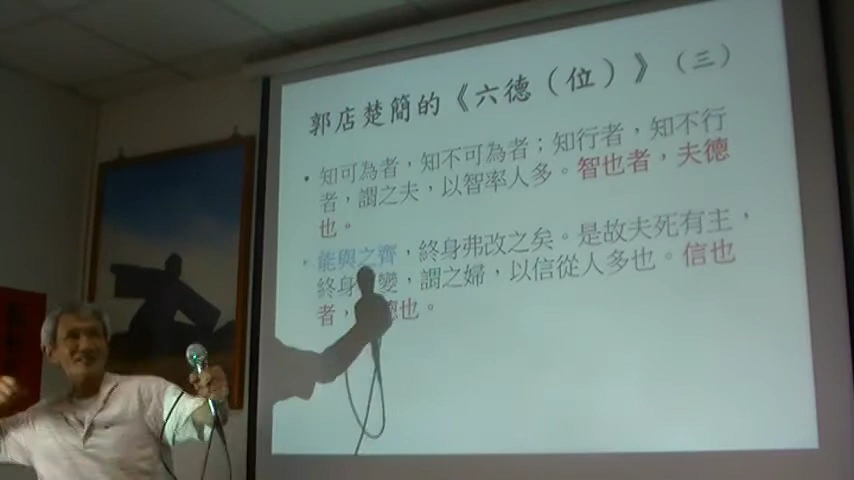 郭店楚簡的《六德（位）》（三）
• 知可為者，知不可為者；知行者，知不行
者，謂之夫，以智率人多。智也者，夫德
也。
• 能與之齊，終身弗改之矣。是故夫死有主，
終身 變，謂之婦，以信從人多也。信也
者， 德也。